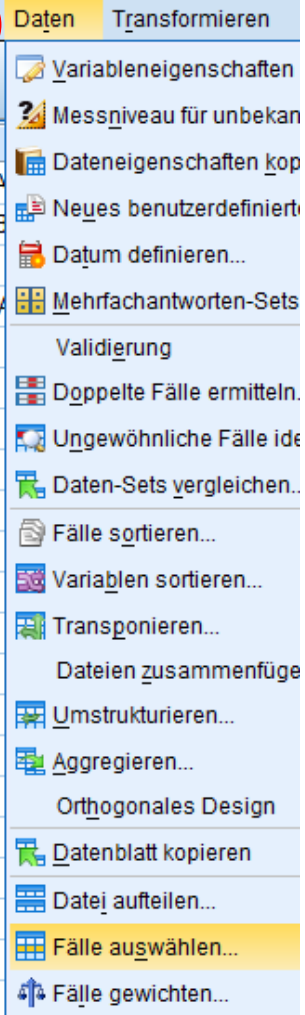 Daten Transformieren
Variableneigenschaften
Messniveau für unbekan
Dateneigenschaften kop
Neues benutzerdefinierte
Datum definieren...
Mehrfachantworten-Sets
Validierung
Doppelte Fälle ermitteln.
Ungewöhnliche Fälle ide
Daten-Sets vergleichen..
Fälle sortieren...
Variablen sortieren...
Transponieren...
Dateien zusammenfüge
Umstrukturieren...
Aggregieren...
Orthogonales Design
Datenblatt kopieren
Datei aufteilen...
Fälle auswählen...
Fälle gewichten...